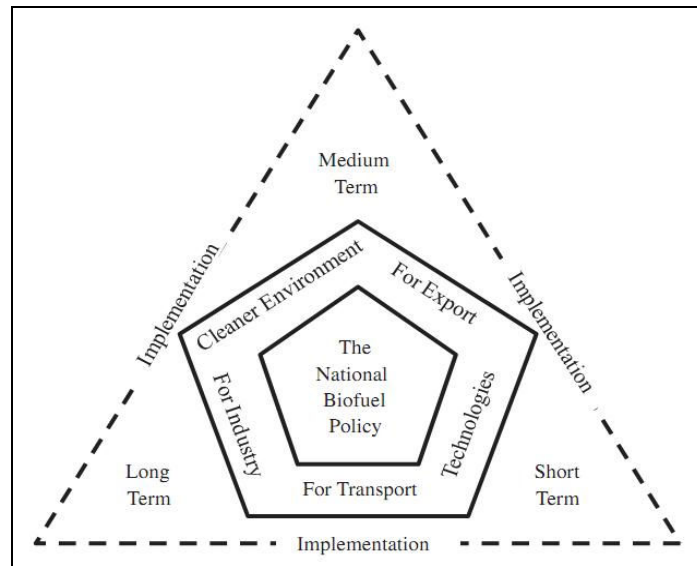 Medium
Term
Implementation
Cleaner Environment
For Export
Implementation
The
National
Biofuel
Policy
For Industry
Technologies
Long
Term
For Transport
Short
Term
Implementation